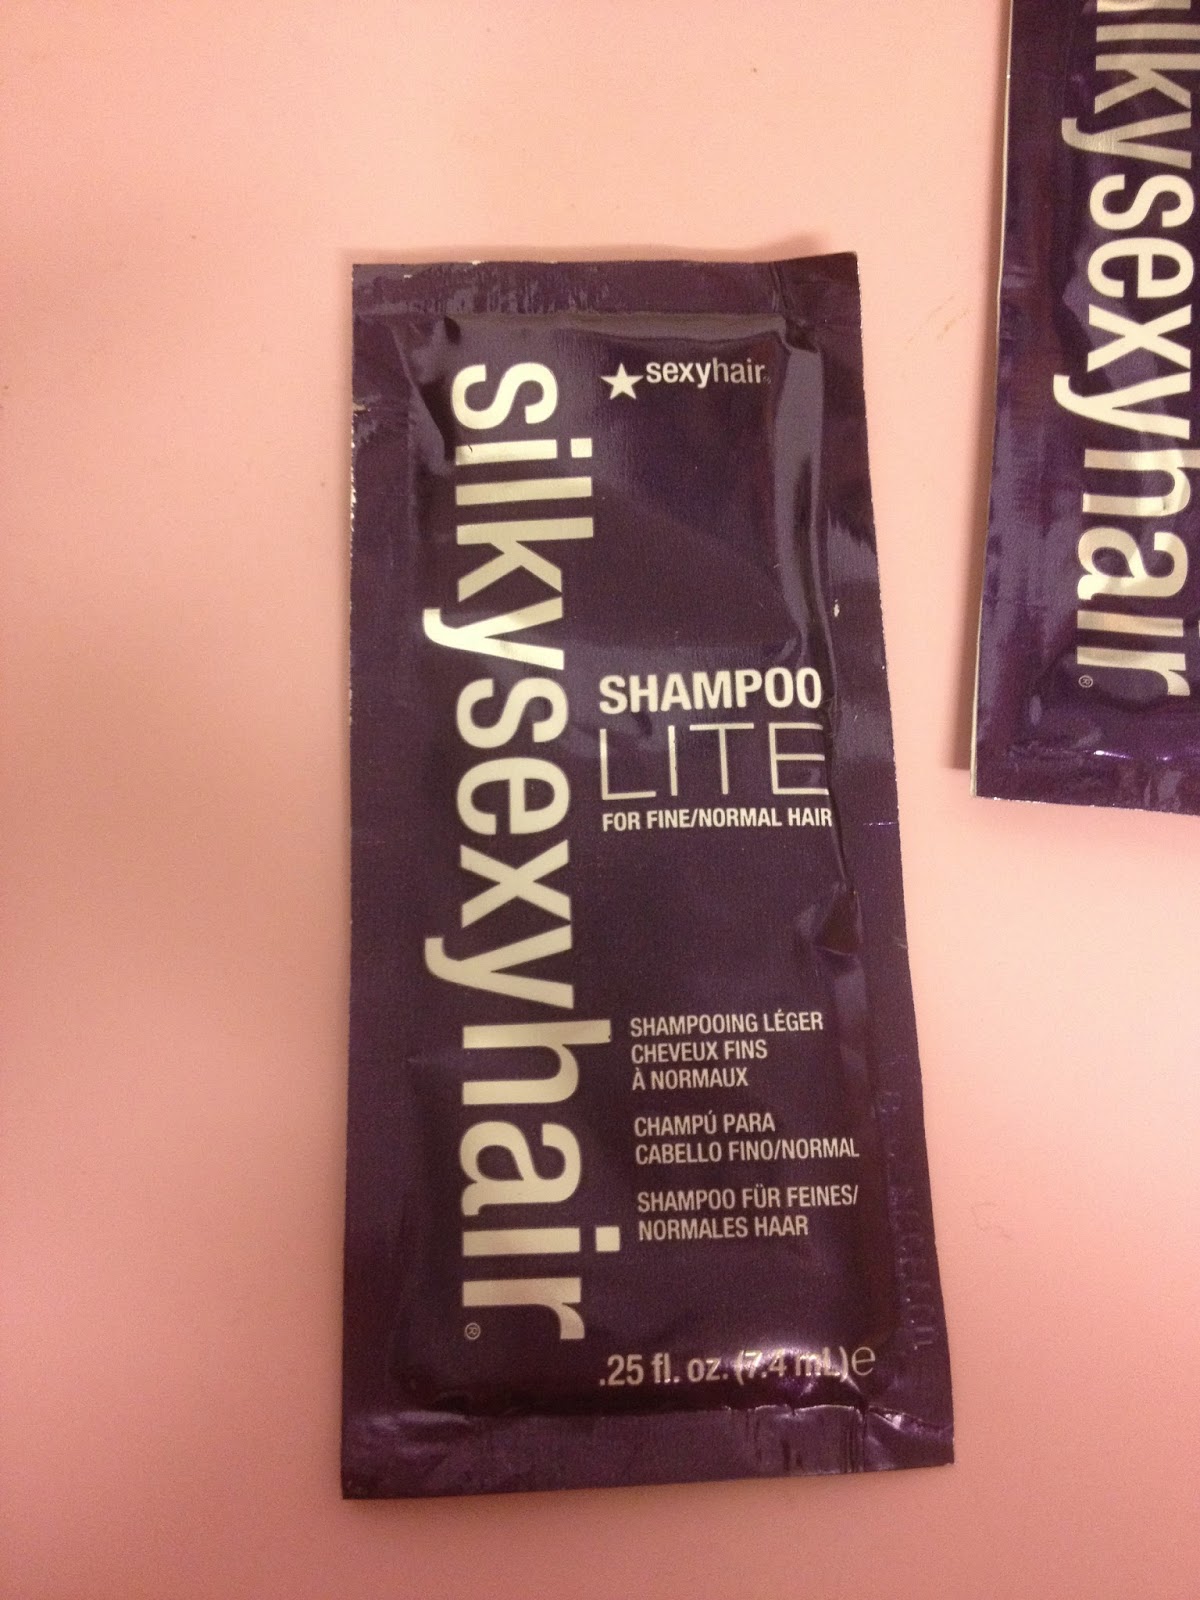 silkysexyhair®
sexyhair®
SHAMPOO
LITE
FOR FINE/NORMAL HAIR
SHAMPOOING LÉGER
CHEVEUX FINS
À NORMAUX
CHAMPÚ PARA
CABELLO FINO/NORMAL
SHAMPOO FÜR FEINES/
NORMALES HAAR
.25 fl. oz. (7.4 mL)℮
silkysexyhair®